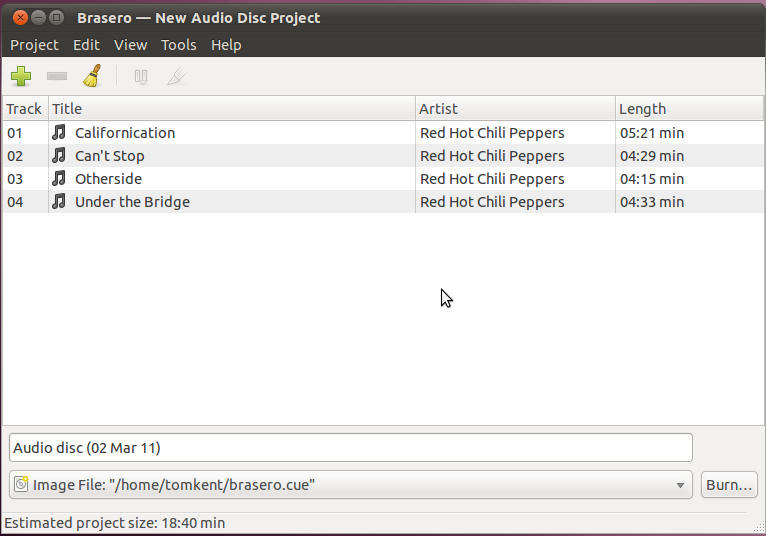 Brasero — New Audio Disc Project
Project Edit View Tools Help
Track Title Artist Length
01 Californication Red Hot Chili Peppers 05:21 min
02 Can't Stop Red Hot Chili Peppers 04:29 min
03 Otherside Red Hot Chili Peppers 04:15 min
04 Under the Bridge Red Hot Chili Peppers 04:33 min
Audio disc (02 Mar 11)
Image File: "/home/tomkent/brasero.cue" Burn...
Estimated project size: 18:40 min